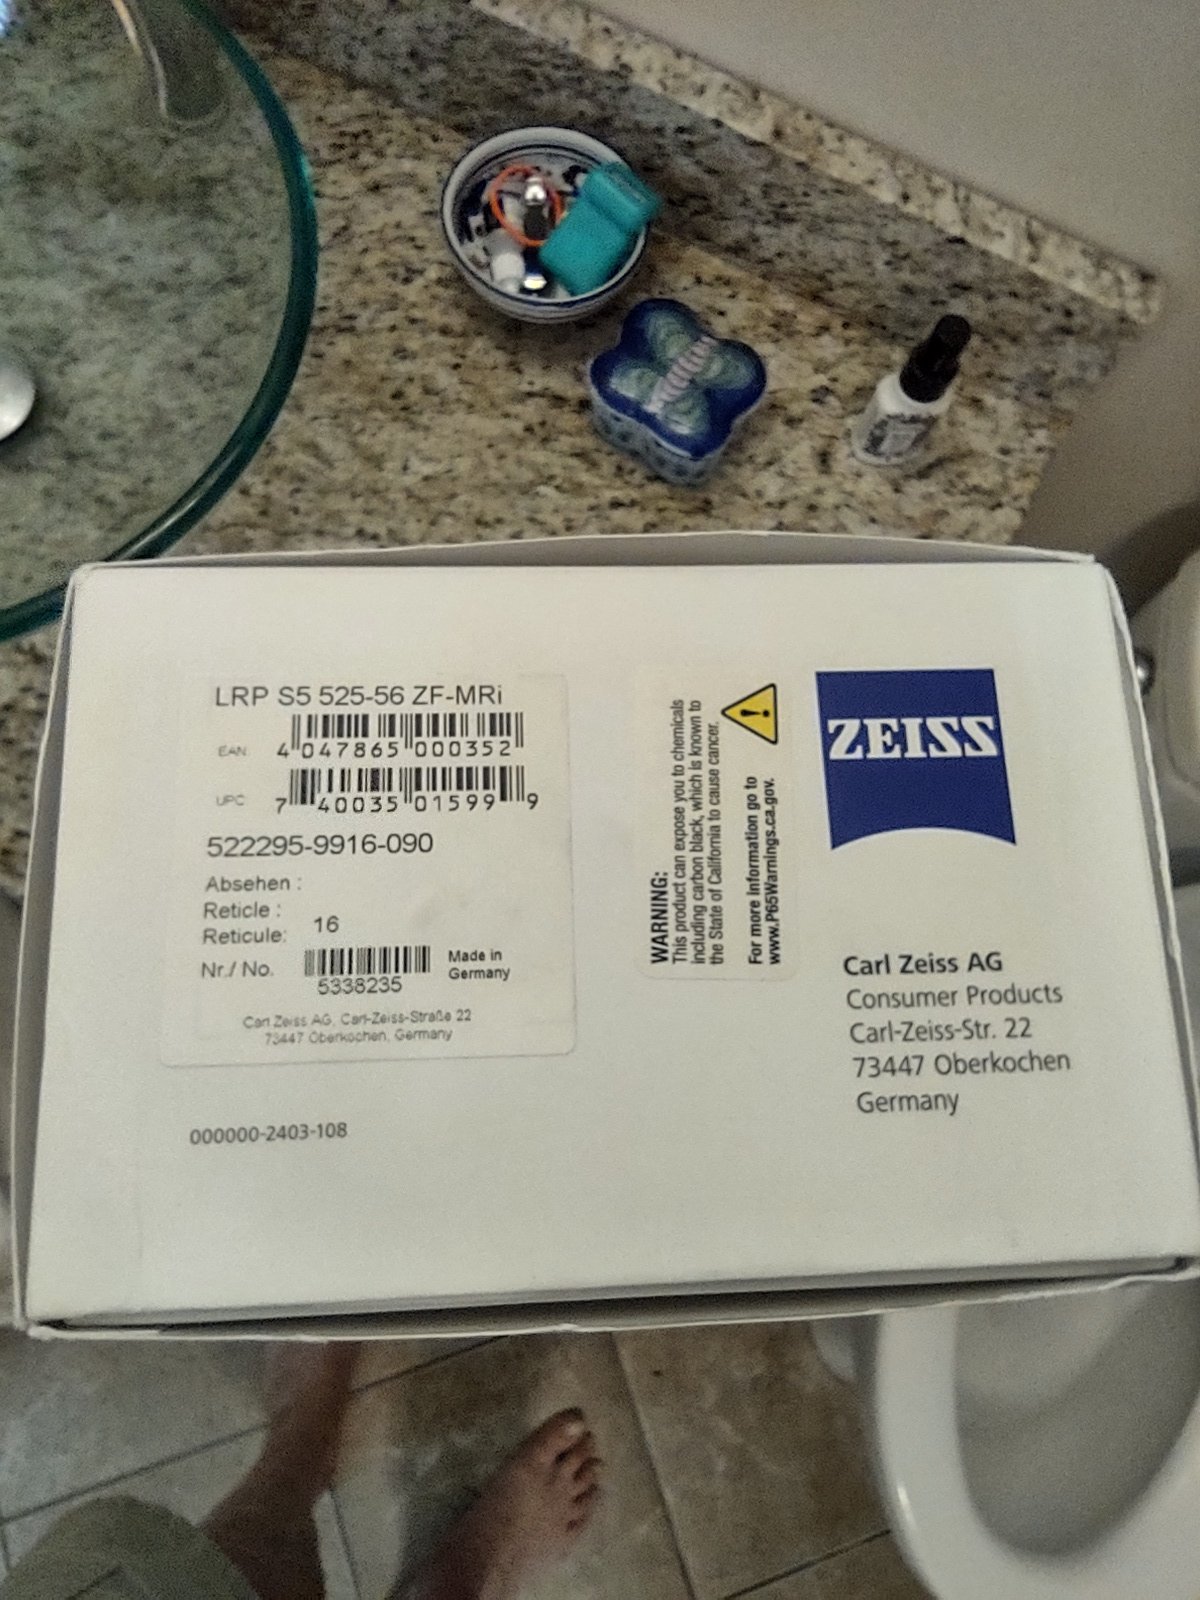 LRP S5 525-56 ZF-MRi
EAN 4 047865 000352
UPC 7 40035 01599 9
522295-9916-090
Absehen :
Reticle :
Reticule: 16
Nr./ No. 5338235
Made in
Germany
Carl Zeiss AG, Carl-Zeiss-Straße 22
73447 Oberkochen, Germany
000000-2403-108
WARNING:
This product can expose you to chemicals
including carbon black, which is known to
the State of California to cause cancer.
For more information go to
www.P65Warnings.ca.gov.
ZEISS
Carl Zeiss AG
Consumer Products
Carl-Zeiss-Str. 22
73447 Oberkochen
Germany